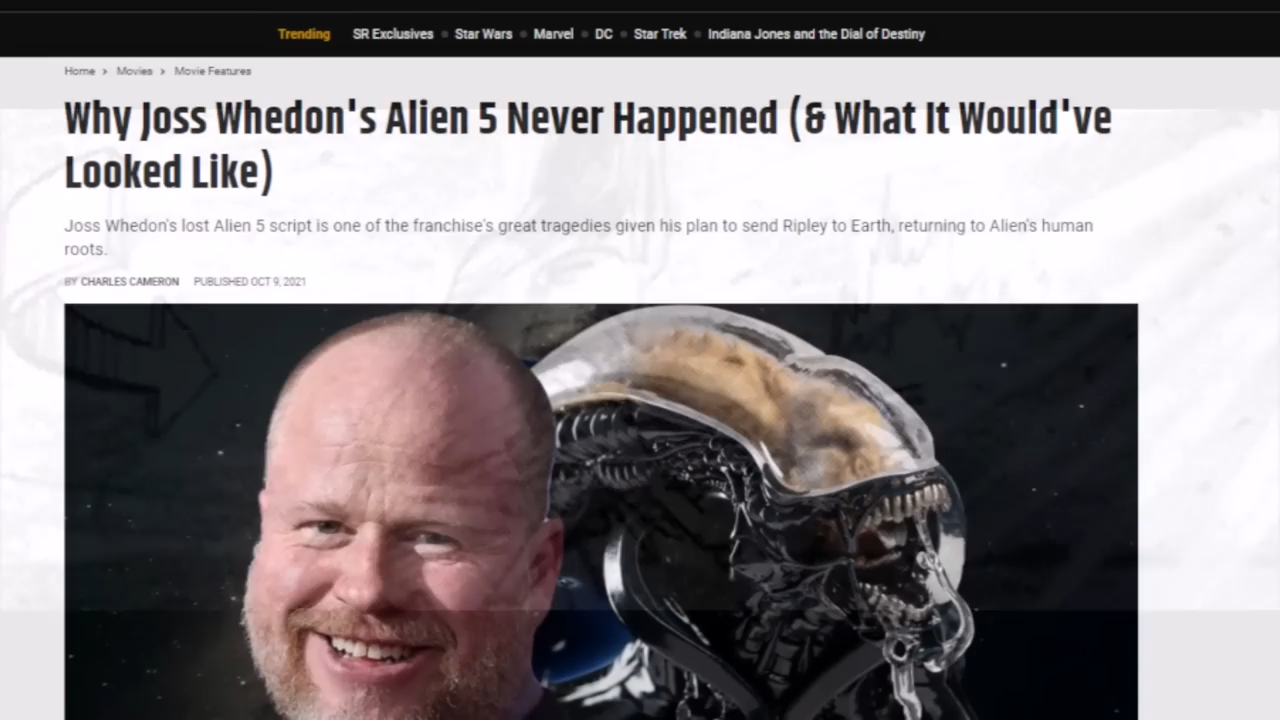 Trending SR Exclusives Star Wars Marvel DC Star Trek Indiana Jones and the Dial of Destiny
Home > Movies > Movie Features
Why Joss Whedon's Alien 5 Never Happened (& What It Would've
Looked Like)
Joss Whedon's lost Alien 5 script is one of the franchise's great tragedies given his plan to send Ripley to Earth, returning to Alien's human
roots.
BY CHARLES CAMERON PUBLISHED OCT 9, 2021